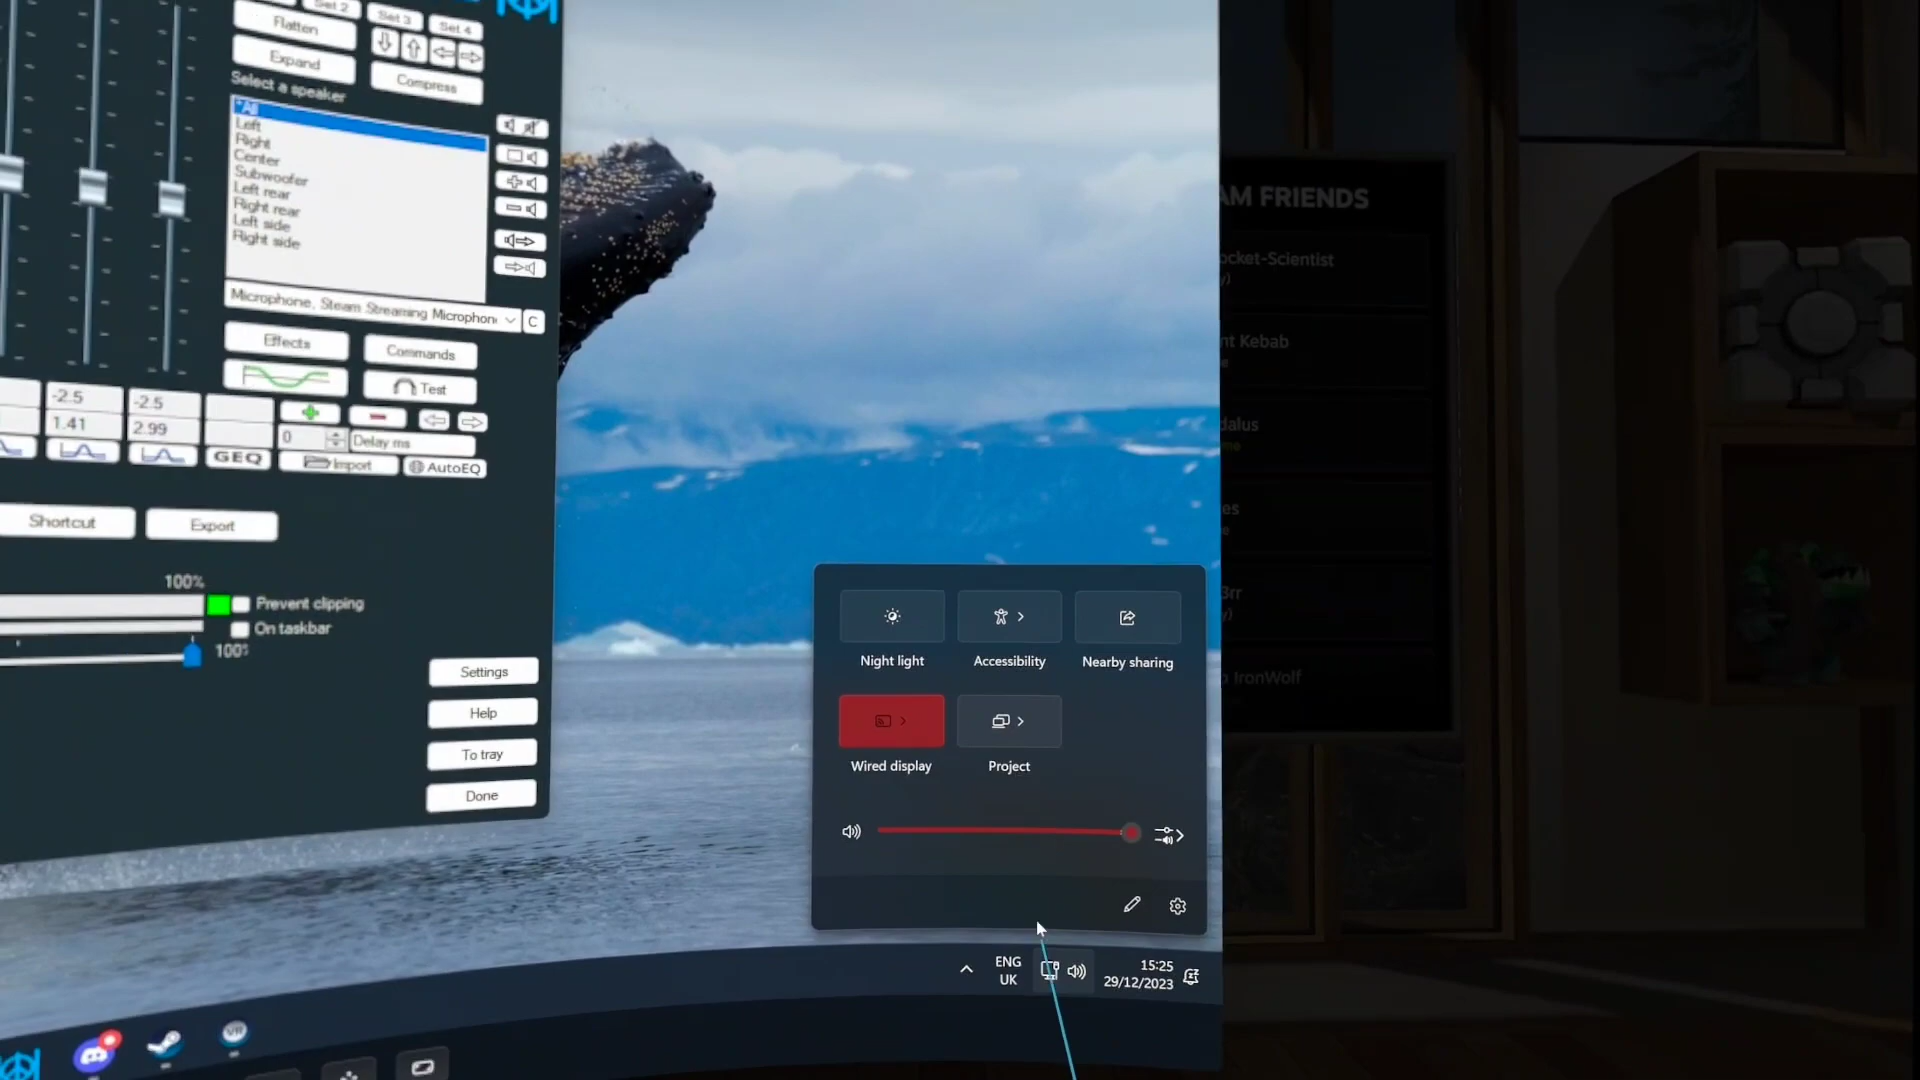 Set 2
Set 3
Set 4
Flatten
Expand
Compress
Select a speaker
*All
Left
Right
Center
Subwoofer
Left rear
Right rear
Left side
Right side
Microphone, Steam Streaming Microphon
C
Effects
Commands
Test
-2.5
-2.5
1.41
2.99
0
Delay ms
GEQ
Import
AutoEQ
Shortcut
Export
100%
Prevent clipping
On taskbar
100%
Settings
Help
To tray
Done
Night light
Accessibility
Nearby sharing
Wired display
Project
ENG
UK
15:25
29/12/2023
VR
AM FRIENDS
ocket-Scientist
nt Kebab
dalus
IronWolf